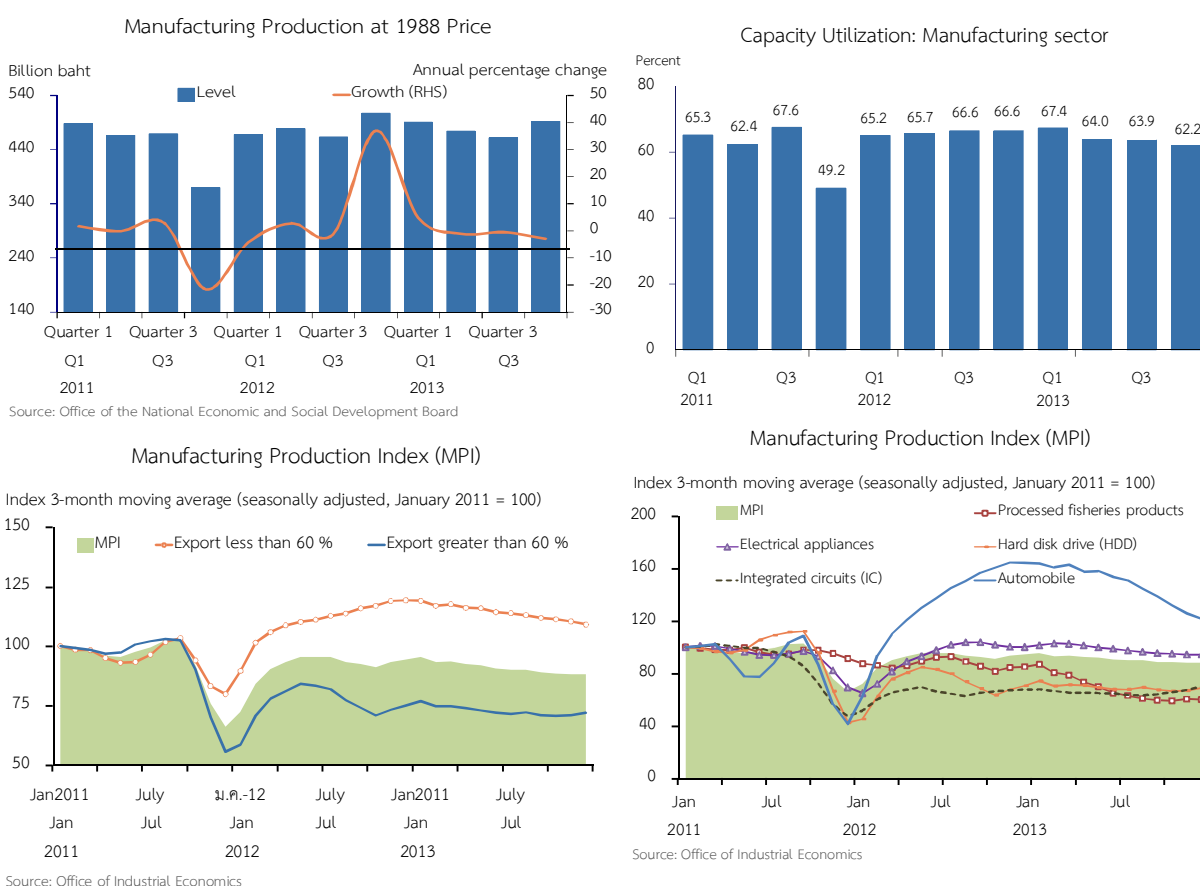 Manufacturing Production at 1988 Price
Billion baht
Annual percentage change
Level
Growth (RHS)
540
440
340
240
140
50
40
30
20
10
0
-10
-20
-30
Quarter 1 Quarter 3 Quarter 1 Quarter 3 Quarter 1 Quarter 3
Q1 Q3 Q1 Q3 Q1 Q3
2011 2012 2013
Source: Office of the National Economic and Social Development Board
Capacity Utilization: Manufacturing sector
Percent
80
60
40
20
0
65.3 62.4 67.6 49.2 65.2 65.7 66.6 66.6 67.4 64.0 63.9 62.2
Q1 Q3 Q1 Q3 Q1 Q3
2011 2012 2013
Manufacturing Production Index (MPI)
Index 3-month moving average (seasonally adjusted, January 2011 = 100)
MPI
Export less than 60 %
Export greater than 60 %
150
125
100
75
50
Jan2011 July ม.ค.-12 July Jan2011 July
Jan Jul Jan Jul Jan Jul
2011 2012 2013
Source: Office of Industrial Economics
Manufacturing Production Index (MPI)
Index 3-month moving average (seasonally adjusted, January 2011 = 100)
MPI
Processed fisheries products
Electrical appliances
Hard disk drive (HDD)
Integrated circuits (IC)
Automobile
200
160
120
80
40
0
Jan Jul Jan Jul Jan Jul
2011 2012 2013
Source: Office of Industrial Economics